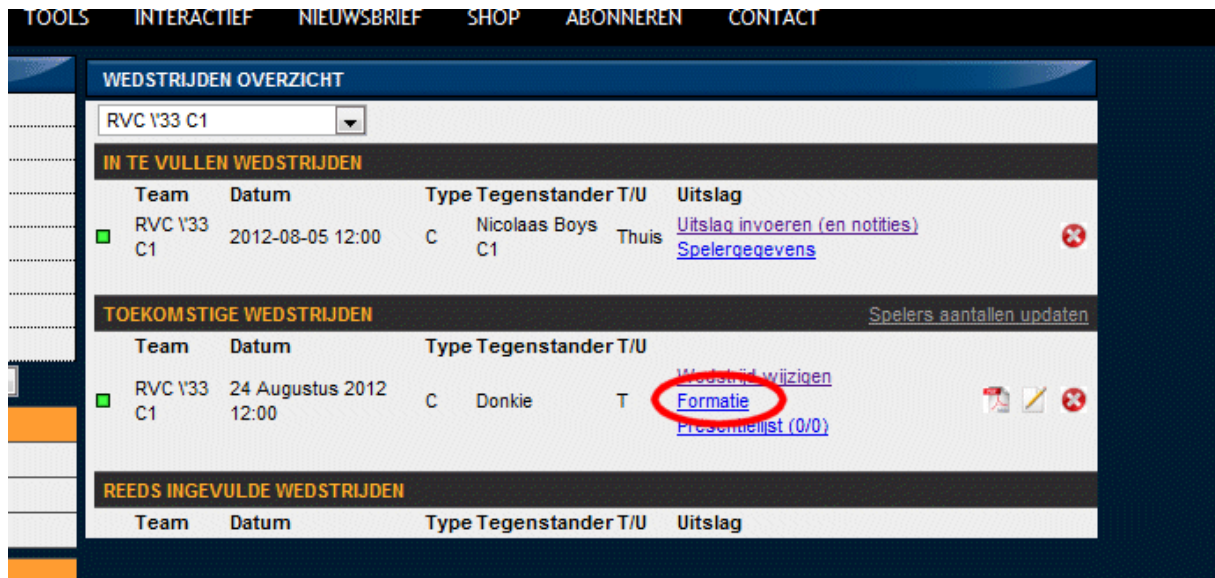 TOOLS INTERACTIEF NIEUWSBRIEF SHOP ABONNEREN CONTACT
WEDSTRIJDEN OVERZICHT
RVC \'33 C1
IN TE VULLEN WEDSTRIJDEN
Team Datum Type Tegenstander T/U Uitslag
RVC \'33 C1 2012-08-05 12:00 C Nicolaas Boys C1 Thuis Uitslag invoeren (en notities)
Spelergegevens
TOEKOMSTIGE WEDSTRIJDEN Spelers aantallen updaten
Team Datum Type Tegenstander T/U
RVC \'33 C1 24 Augustus 2012 12:00 C Donkie T Wedstrijd wijzigen
Formatie
Presentielijst (0/0)
REEDS INGEVULDE WEDSTRIJDEN
Team Datum Type Tegenstander T/U Uitslag